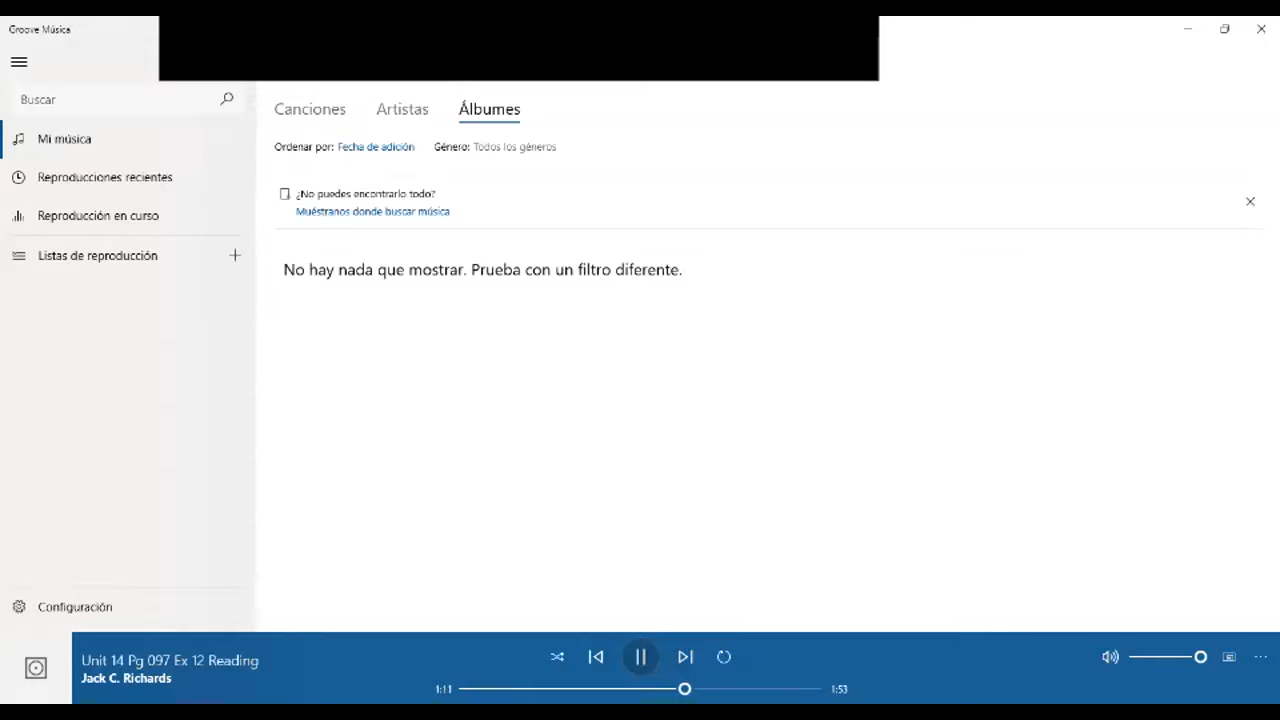 Groove Música
Buscar
Mi música
Reproducciones recientes
Reproducción en curso
Listas de reproducción
Configuración
Canciones Artistas Álbumes
Ordenar por: Fecha de adición Género: Todos los géneros
¿No puedes encontrarlo todo?
Muéstranos donde buscar música
No hay nada que mostrar. Prueba con un filtro diferente.
Unit 14 Pg 097 Ex 12 Reading
Jack C. Richards
1:11 1:53